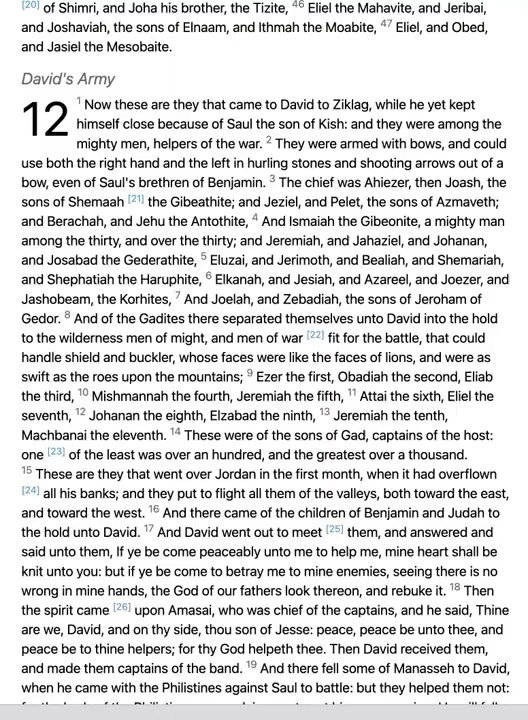 [20] of Shimri, and Joha his brother, the Tizite, 46 Eliel the Mahavite, and Jeribai,
and Joshaviah, the sons of Elnaam, and Ithmah the Moabite, 47 Eliel, and Obed,
and Jasiel the Mesobaite.
David's Army
12 1 Now these are they that came to David to Ziklag, while he yet kept
himself close because of Saul the son of Kish: and they were among the
mighty men, helpers of the war. 2 They were armed with bows, and could
use both the right hand and the left in hurling stones and shooting arrows out of a
bow, even of Saul's brethren of Benjamin. 3 The chief was Ahiezer, then Joash, the
sons of Shemaah [21] the Gibeathite; and Jeziel, and Pelet, the sons of Azmaveth;
and Berachah, and Jehu the Antothite, 4 And Ismaiah the Gibeonite, a mighty man
among the thirty, and over the thirty; and Jeremiah, and Jahaziel, and Johanan,
and Josabad the Gederathite, 5 Eluzai, and Jerimoth, and Bealiah, and Shemariah,
and Shephatiah the Haruphite, 6 Elkanah, and Jesiah, and Azareel, and Joezer, and
Jashobeam, the Korhites, 7 And Joelah, and Zebadiah, the sons of Jeroham of
Gedor. 8 And of the Gadites there separated themselves unto David into the hold
to the wilderness men of might, and men of war [22] fit for the battle, that could
handle shield and buckler, whose faces were like the faces of lions, and were as
swift as the roes upon the mountains; 9 Ezer the first, Obadiah the second, Eliab
the third, 10 Mishmannah the fourth, Jeremiah the fifth, 11 Attai the sixth, Eliel the
seventh, 12 Johanan the eighth, Elzabad the ninth, 13 Jeremiah the tenth,
Machbanai the eleventh. 14 These were of the sons of Gad, captains of the host:
one [23] of the least was over an hundred, and the greatest over a thousand.
15 These are they that went over Jordan in the first month, when it had overflown
[24] all his banks; and they put to flight all them of the valleys, both toward the east,
and toward the west. 16 And there came of the children of Benjamin and Judah to
the hold unto David. 17 And David went out to meet [25] them, and answered and
said unto them, If ye be come peaceably unto me to help me, mine heart shall be
knit unto you: but if ye be come to betray me to mine enemies, seeing there is no
wrong in mine hands, the God of our fathers look thereon, and rebuke it. 18 Then
the spirit came [26] upon Amasai, who was chief of the captains, and he said, Thine
are we, David, and on thy side, thou son of Jesse: peace, peace be unto thee, and
peace be to thine helpers; for thy God helpeth thee. Then David received them,
and made them captains of the band. 19 And there fell some of Manasseh to David,
when he came with the Philistines against Saul to battle: but they helped them not: